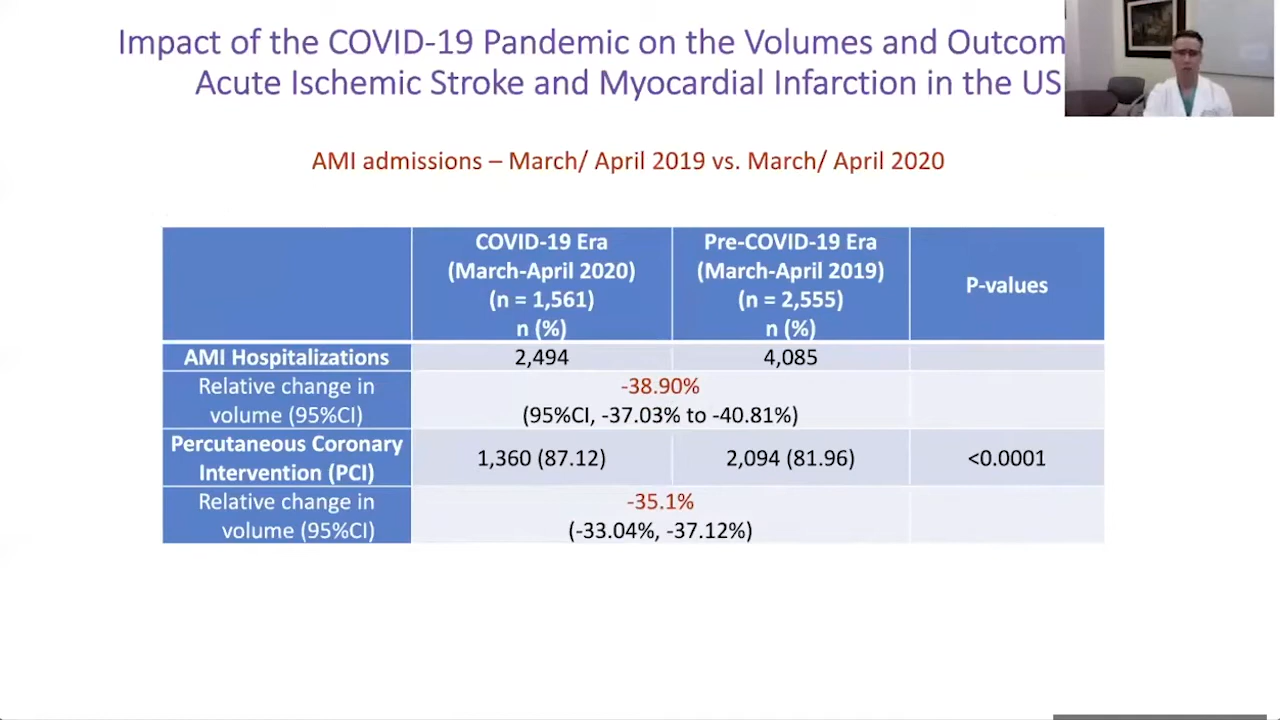 Impact of the COVID-19 Pandemic on the Volumes and Outcom
Acute Ischemic Stroke and Myocardial Infarction in the US
AMI admissions – March/ April 2019 vs. March/ April 2020
COVID-19 Era
(March-April 2020)
(n = 1,561)
n (%)
Pre-COVID-19 Era
(March-April 2019)
(n = 2,555)
n (%)
P-values
AMI Hospitalizations 2,494 4,085
Relative change in
volume (95%CI)
-38.90%
(95%CI, -37.03% to -40.81%)
Percutaneous Coronary
Intervention (PCI)
1,360 (87.12) 2,094 (81.96) <0.0001
Relative change in
volume (95%CI)
-35.1%
(-33.04%, -37.12%)